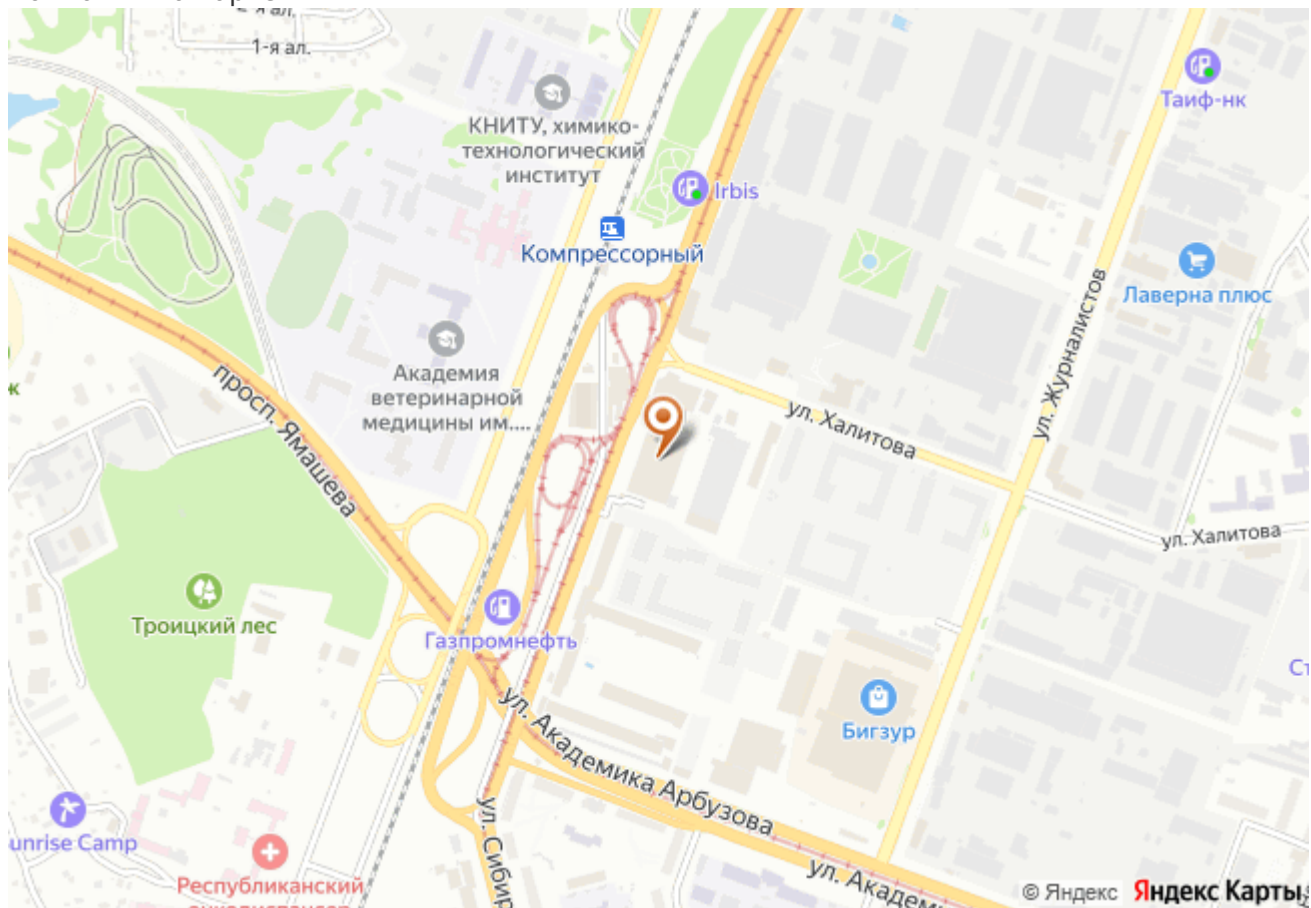 1-я ал.
Таиф-нк
КНИТУ, химико-
технологический
институт
Irbis
Компрессорный
Лаверна плюс
ул. Журналистов
Академия
ветеринарной
медицины им....
просп. Ямашева
ул. Халитова
ул. Халитова
Троицкий лес
Газпромнефть
Бигзур
ул. Академика Арбузова
ул. Сибир
unrise Camp
ул. Акаде
Республиканский
© Яндекс Яндекс Карты